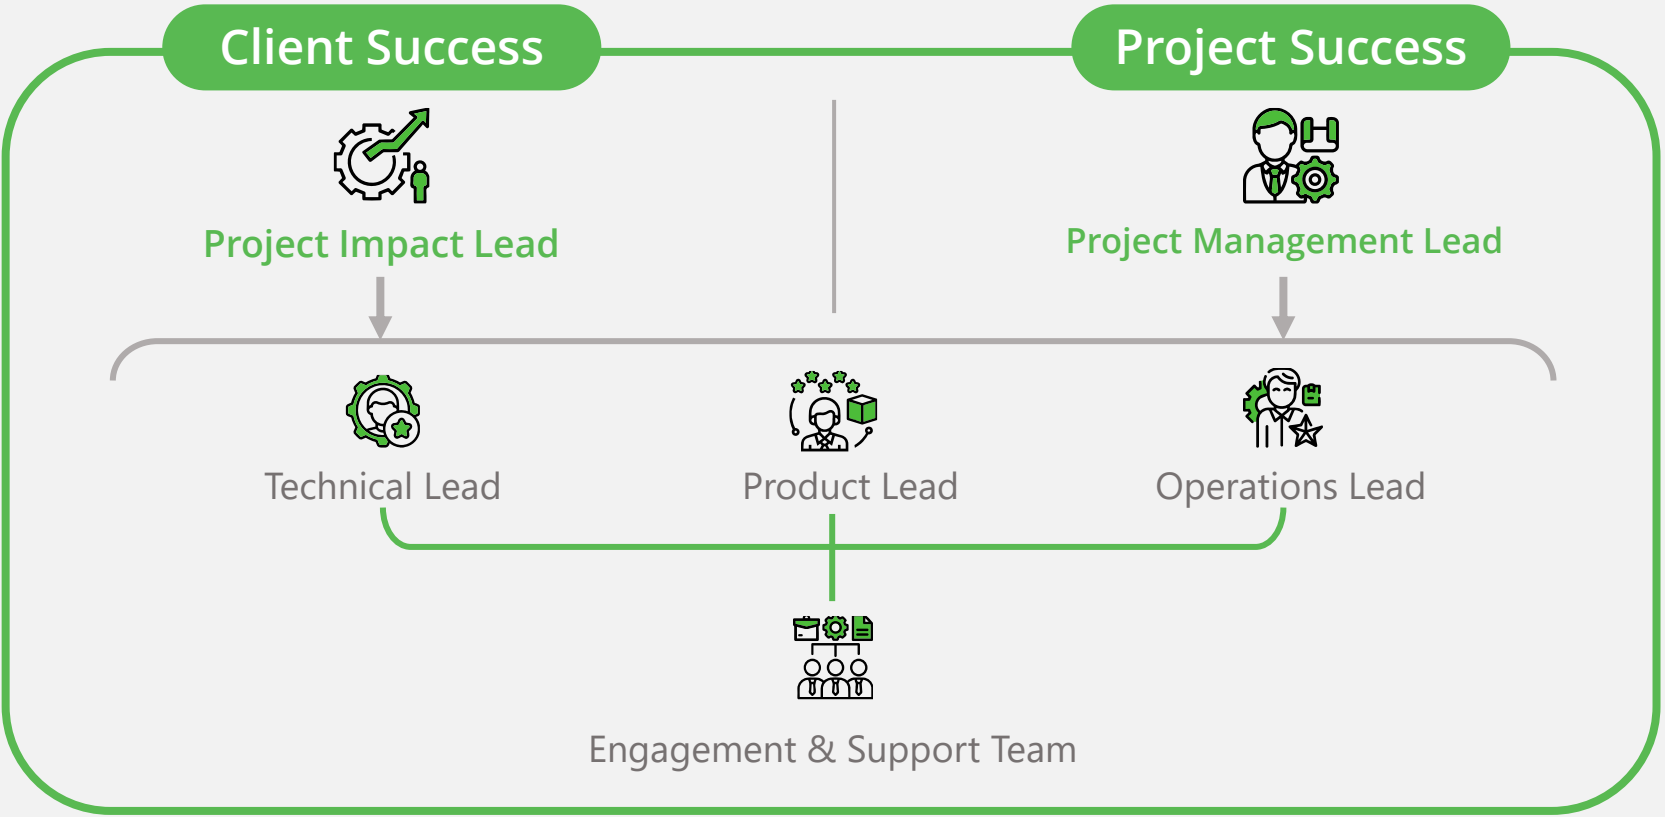 Client Success
Project Success
Project Impact Lead
Project Management Lead
Technical Lead
Product Lead
Operations Lead
Engagement & Support Team